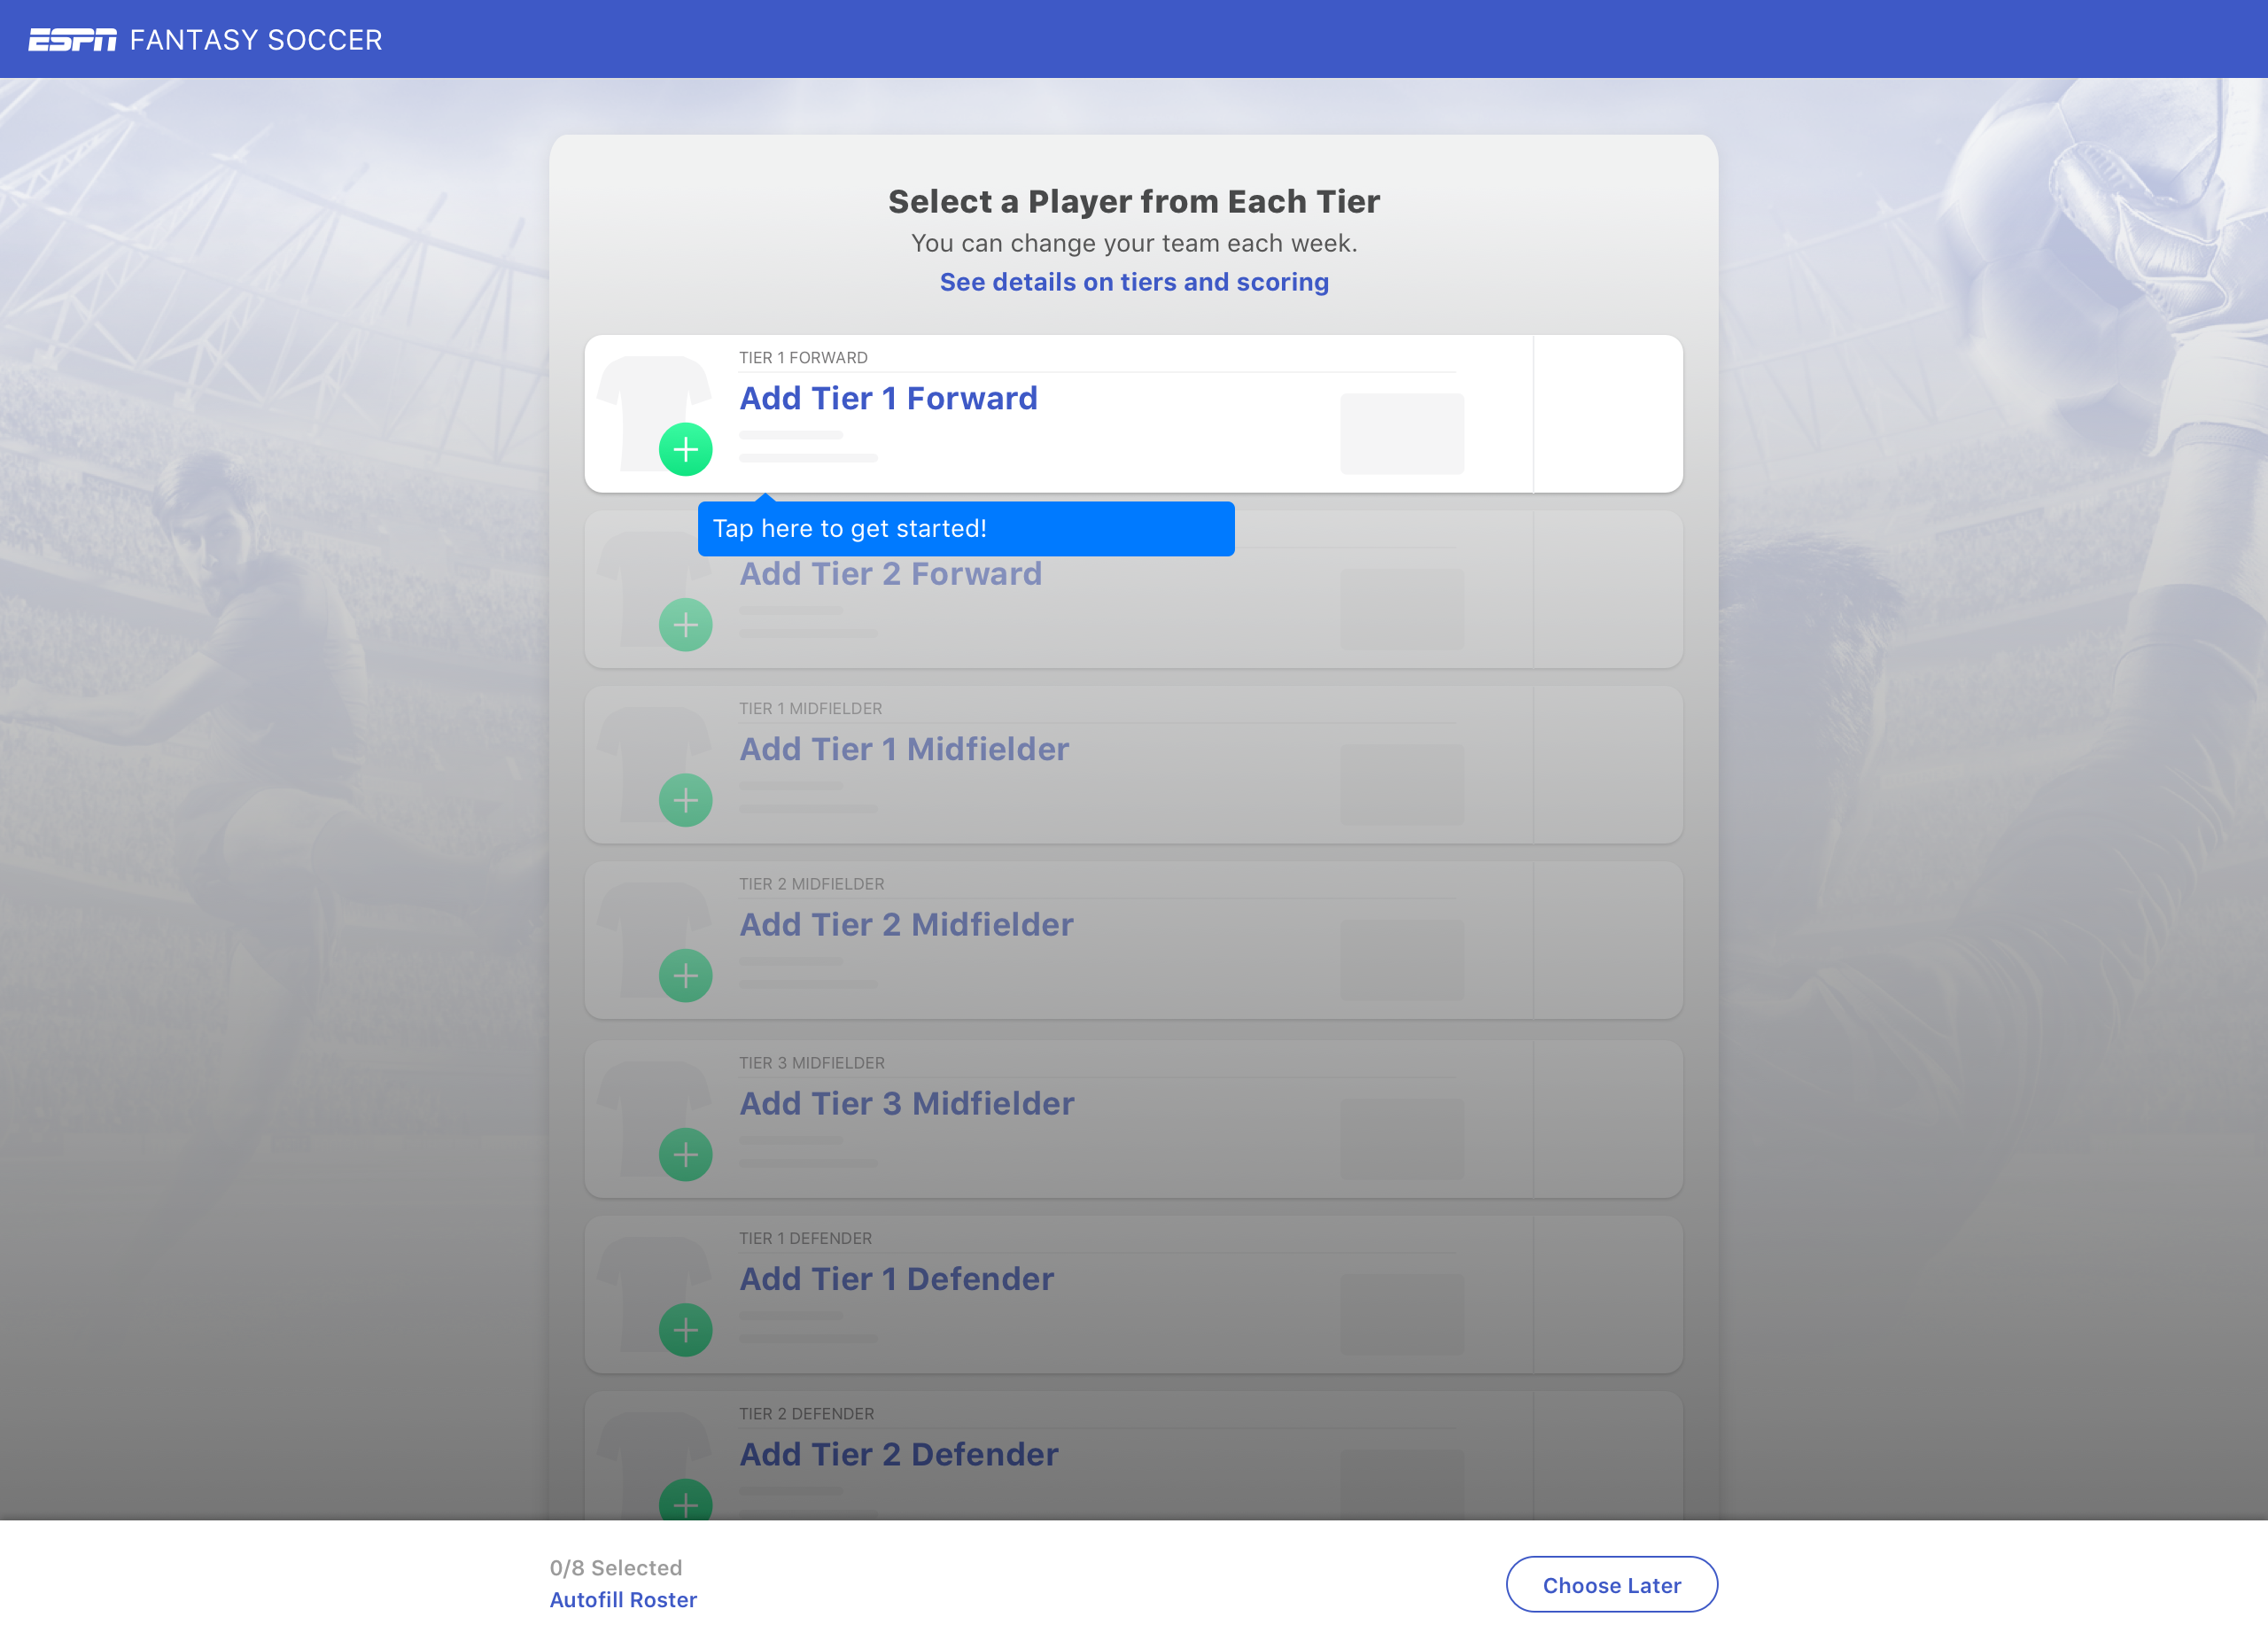 ESPN FANTASY SOCCER
Select a Player from Each Tier
You can change your team each week.
See details on tiers and scoring
TIER 1 FORWARD
Add Tier 1 Forward
Tap here to get started!
Add Tier 2 Forward
TIER 1 MIDFIELDER
Add Tier 1 Midfielder
TIER 2 MIDFIELDER
Add Tier 2 Midfielder
TIER 3 MIDFIELDER
Add Tier 3 Midfielder
TIER 1 DEFENDER
Add Tier 1 Defender
TIER 2 DEFENDER
Add Tier 2 Defender
0/8 Selected
Autofill Roster
Choose Later